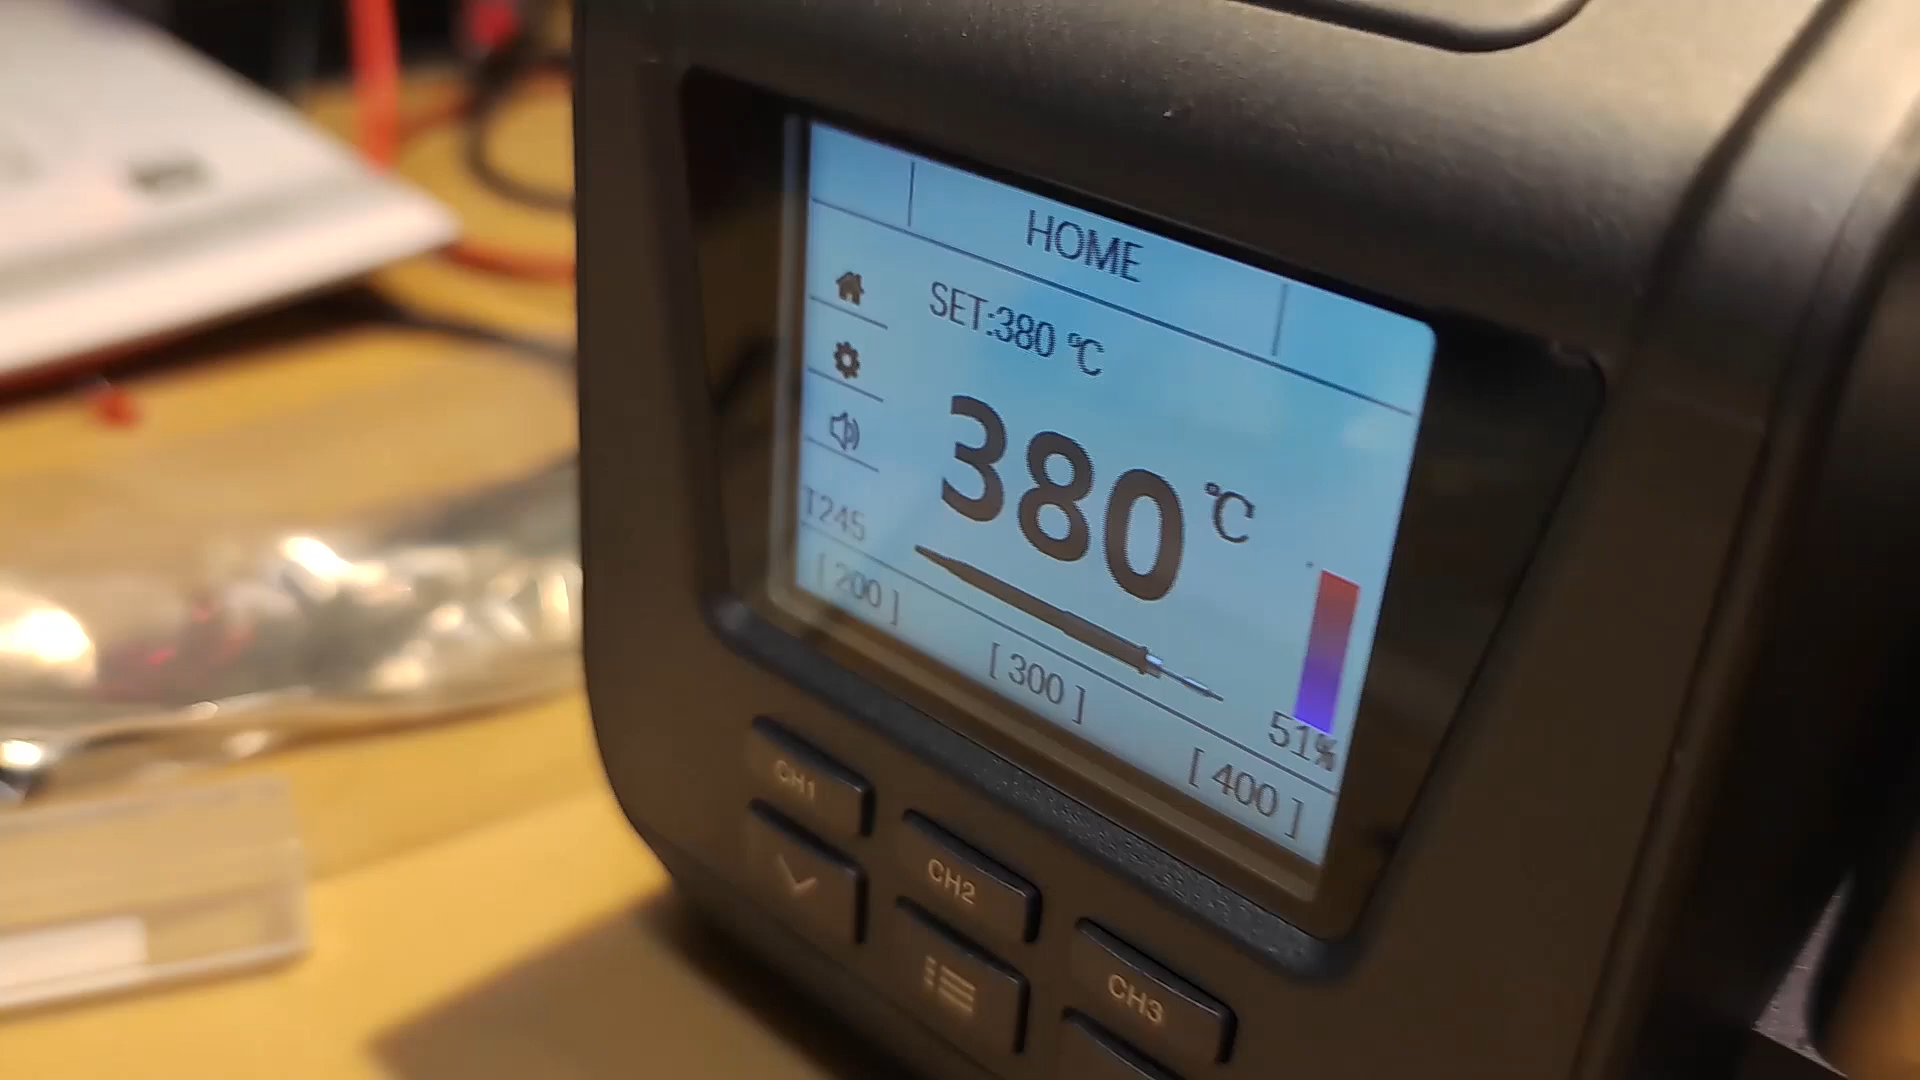 HOME
SET:380 °C
380 °C
T245
51%
[ 200 ]
[ 300 ]
[ 400 ]
CH1
CH2
CH3